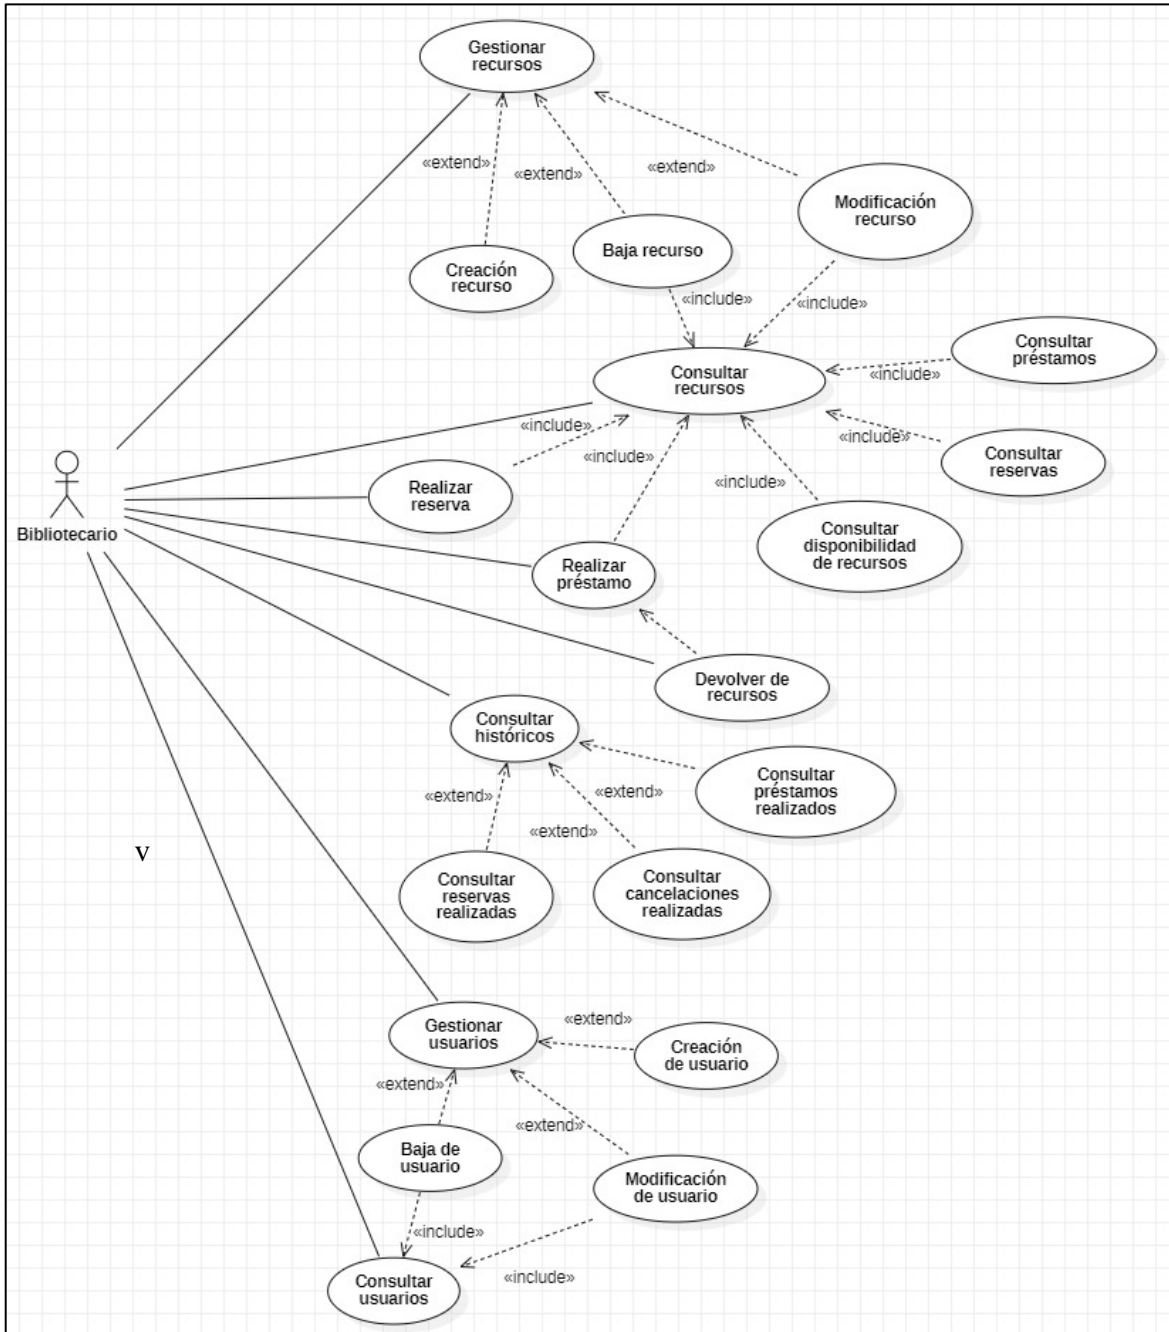 Gestionar
recursos
«extend»
«extend»
«extend»
Modificación
recurso
Baja recurso
Creación
recurso
«include»
«include»
Consultar
préstamos
Consultar
recursos
«include»
«include»
«include»
Consultar
reservas
«include»
«include»
Realizar
reserva
Bibliotecario
Consultar
disponibilidad
de recursos
Realizar
préstamo
Devolver de
recursos
Consultar
históricos
Consultar
préstamos
realizados
«extend»
«extend»
«extend»
v
Consultar
reservas
realizadas
Consultar
cancelaciones
realizadas
Gestionar
usuarios
«extend»
Creación
de usuario
«extend»
«extend»
Baja de
usuario
Modificación
de usuario
«include»
«include»
Consultar
usuarios